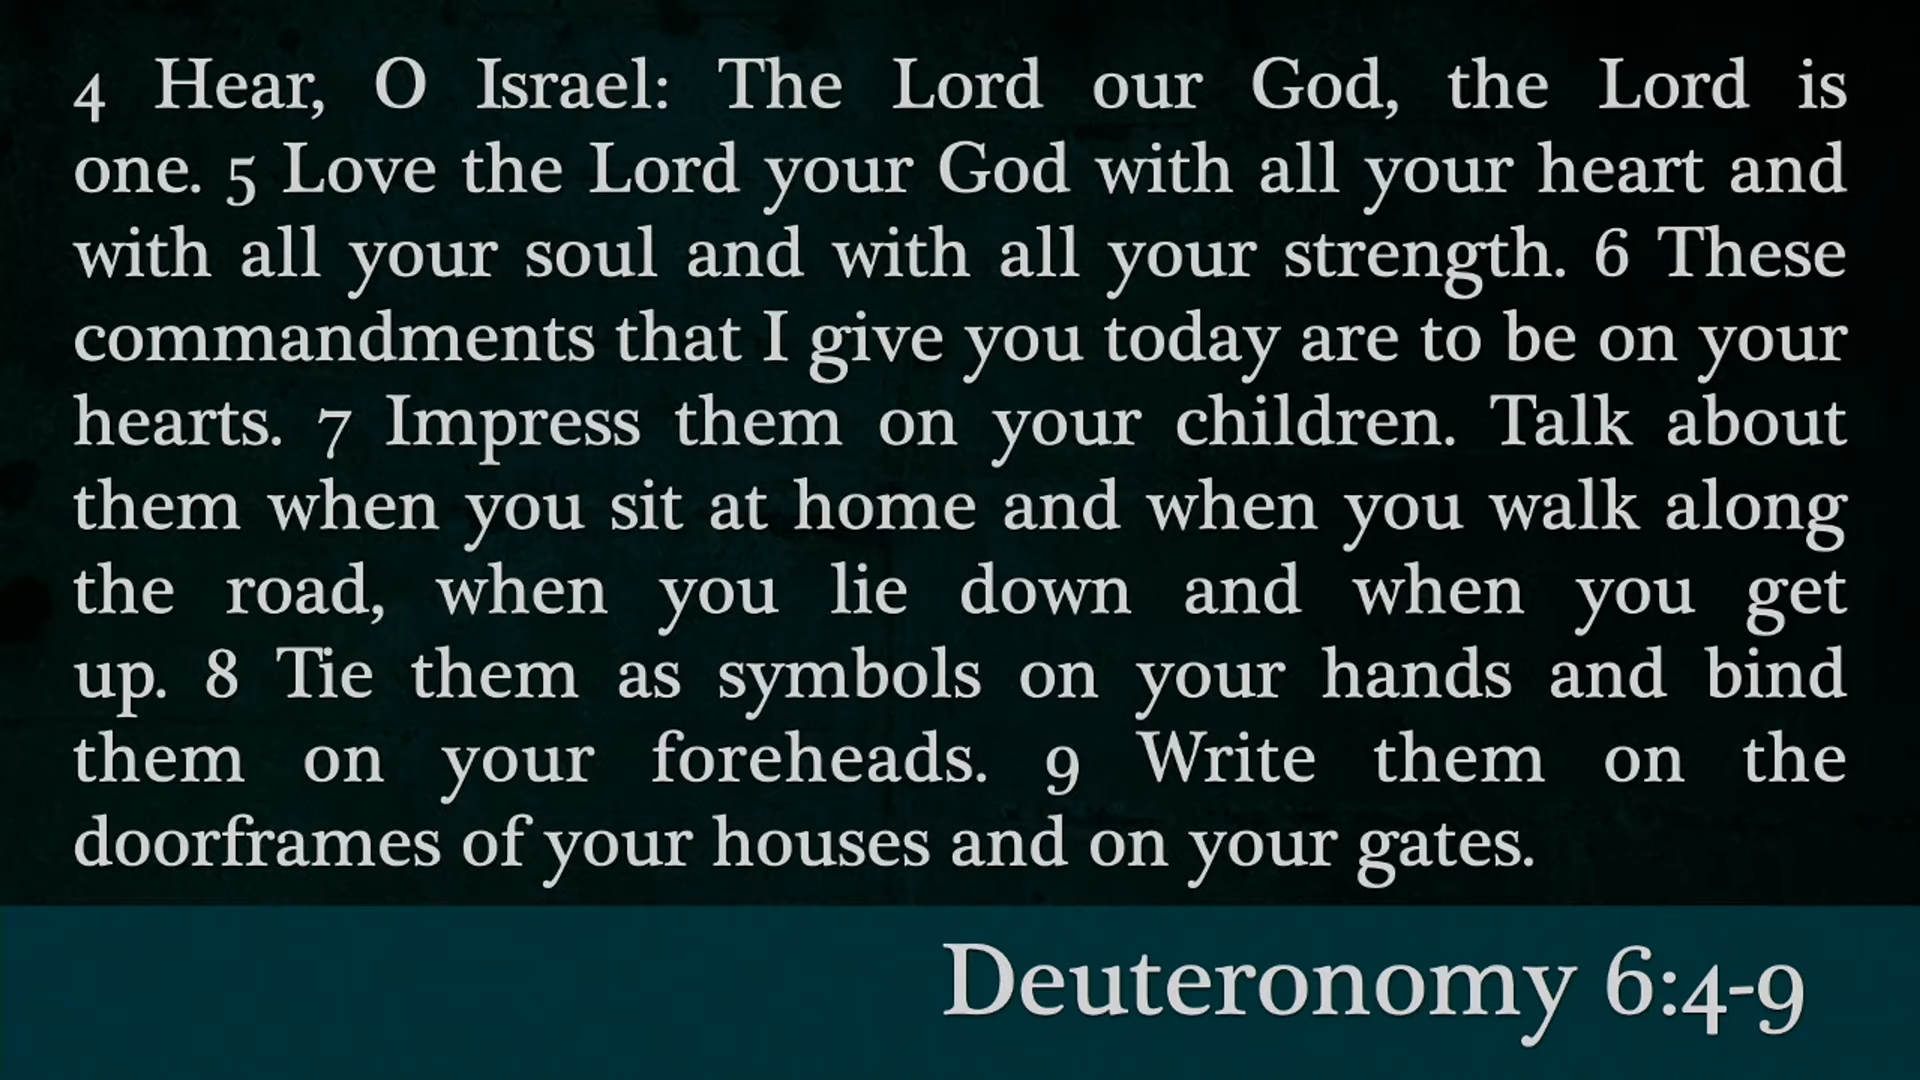 4 Hear, O Israel: The Lord our God, the Lord is
one. 5 Love the Lord your God with all your heart and
with all your soul and with all your strength. 6 These
commandments that I give you today are to be on your
hearts. 7 Impress them on your children. Talk about
them when you sit at home and when you walk along
the road, when you lie down and when you get
up. 8 Tie them as symbols on your hands and bind
them on your foreheads. 9 Write them on the
doorframes of your houses and on your gates.
Deuteronomy 6:4-9